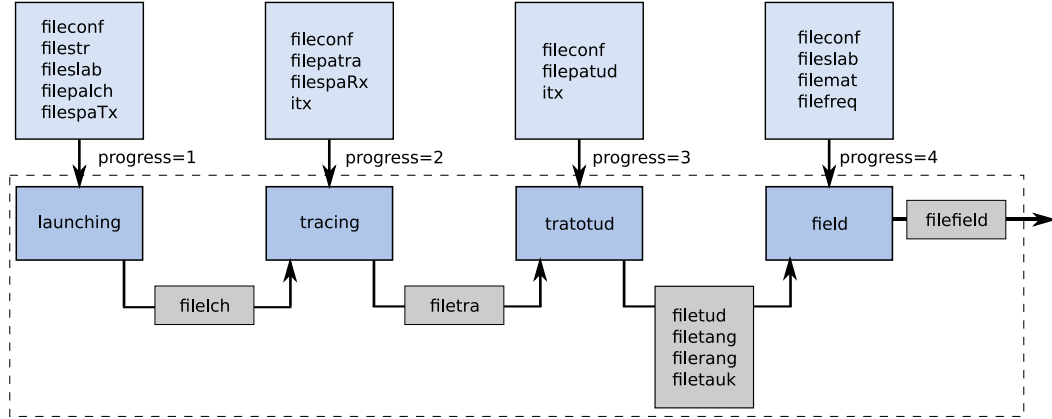 fileconf
filestr
fileslab
filepalch
filespaTx
fileconf
filepatra
filespaRx
itx
fileconf
filepatud
itx
fileconf
fileslab
filemat
filefreq
progress=1
progress=2
progress=3
progress=4
launching
tracing
tratotud
field
filefield
filelch
filetra
filetud
filetang
filerang
filetauk